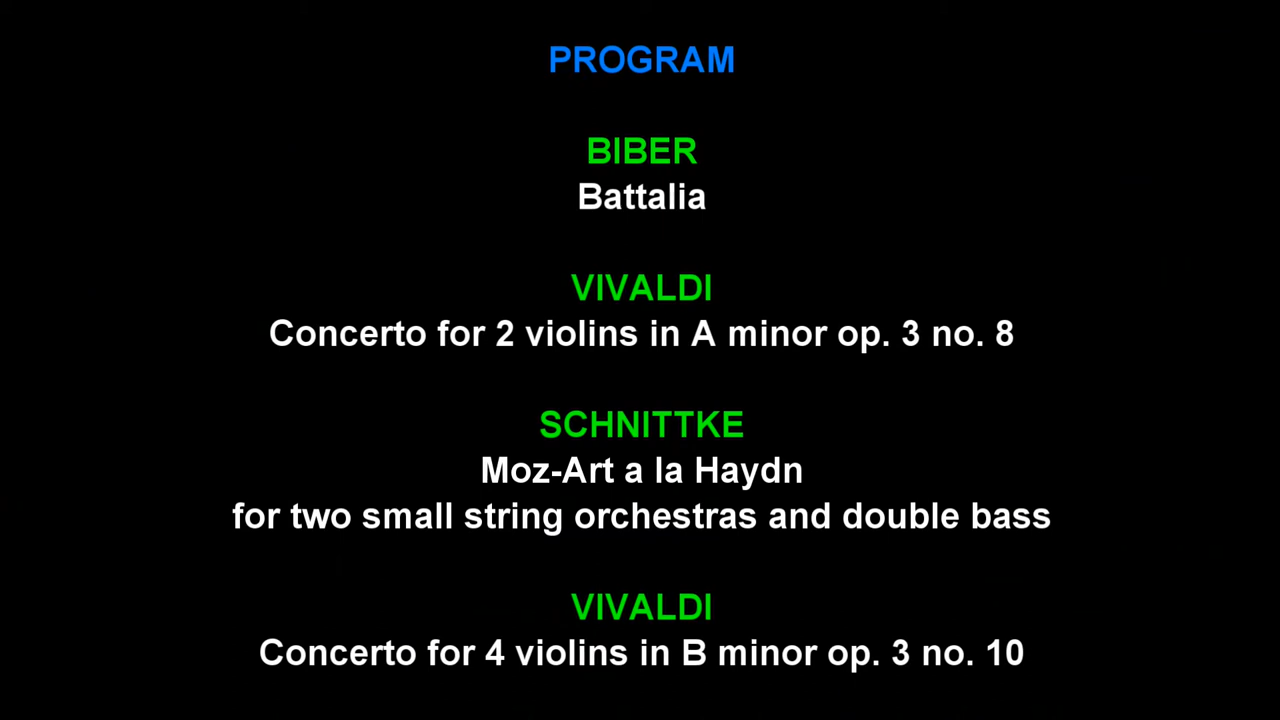 PROGRAM
BIBER
Battalia
VIVALDI
Concerto for 2 violins in A minor op. 3 no. 8
SCHNITTKE
Moz-Art a la Haydn
for two small string orchestras and double bass
VIVALDI
Concerto for 4 violins in B minor op. 3 no. 10